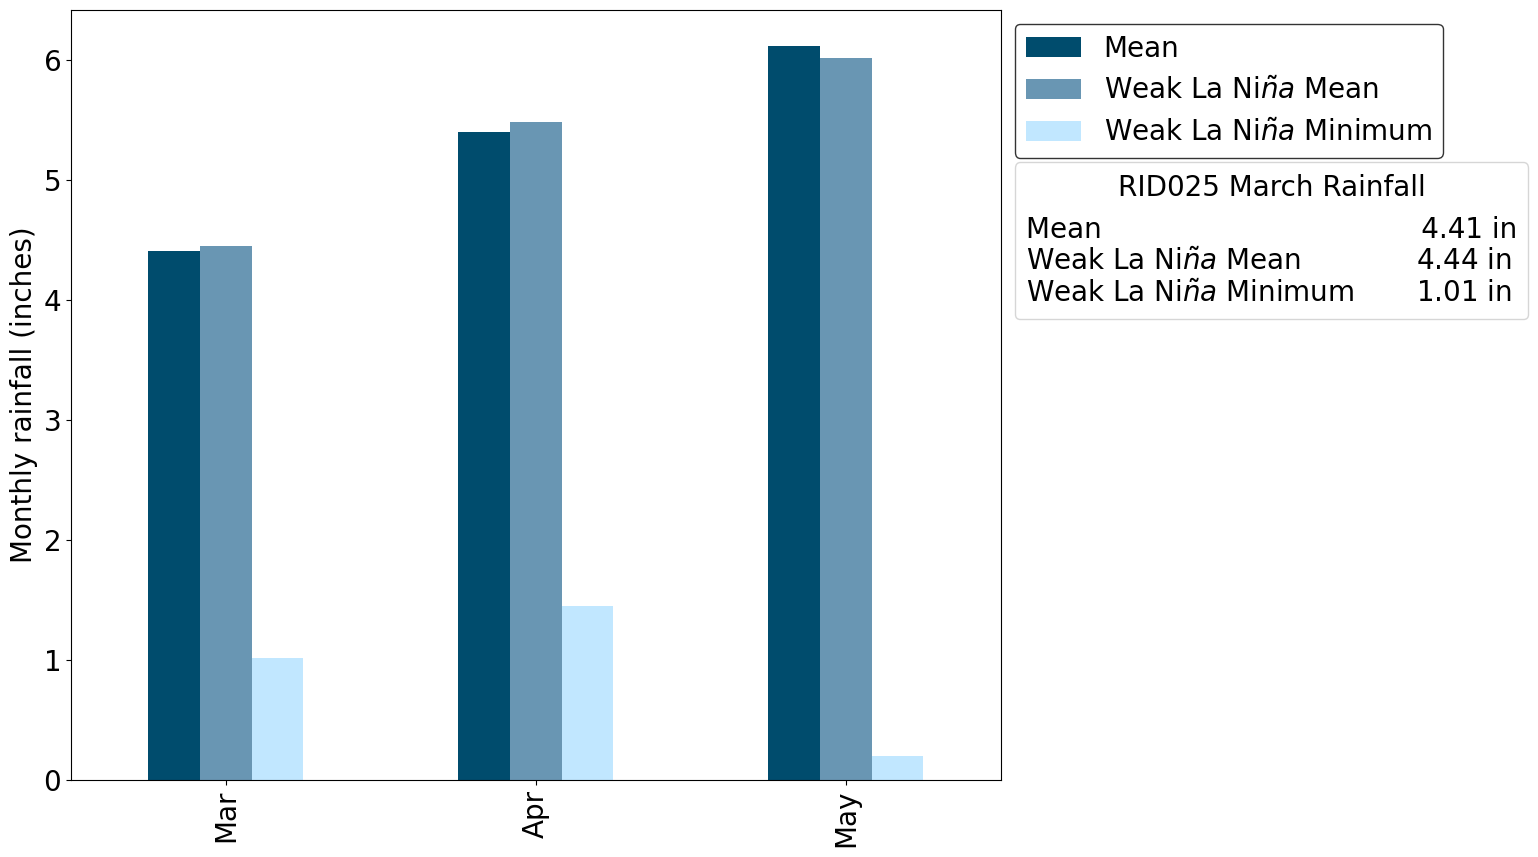 Monthly rainfall (inches)
6
5
4
3
2
1
0
Mar
Apr
May
Mean
Weak La Niña Mean
Weak La Niña Minimum
RID025 March Rainfall
Mean 4.41 in
Weak La Niña Mean 4.44 in
Weak La Niña Minimum 1.01 in